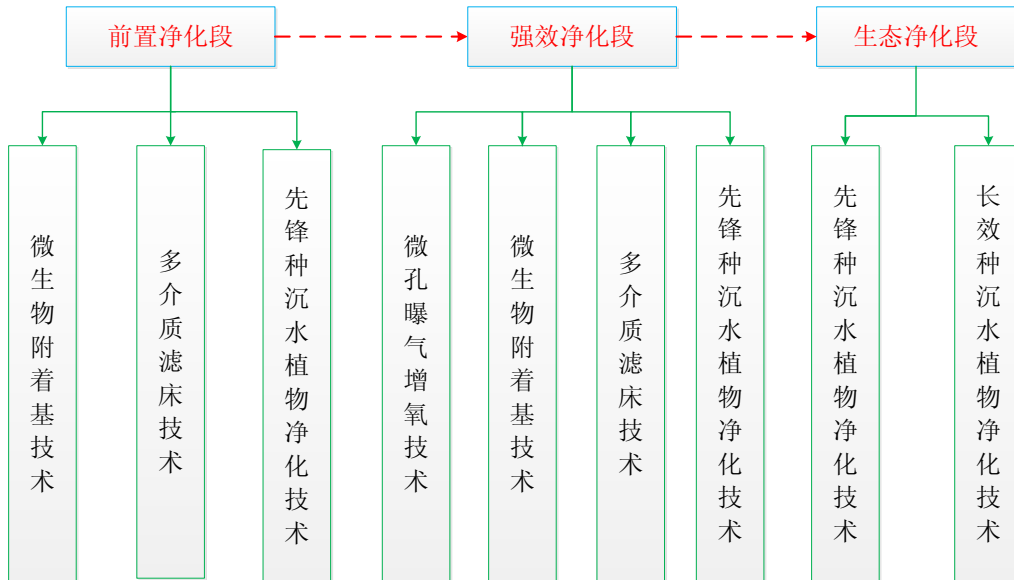 前置净化段
强效净化段
生态净化段
微生物附着基技术
多介质滤床技术
先锋种沉水植物净化技术
微孔曝气增氧技术
微生物附着基技术
多介质滤床技术
先锋种沉水植物净化技术
先锋种沉水植物净化技术
长效种沉水植物净化技术